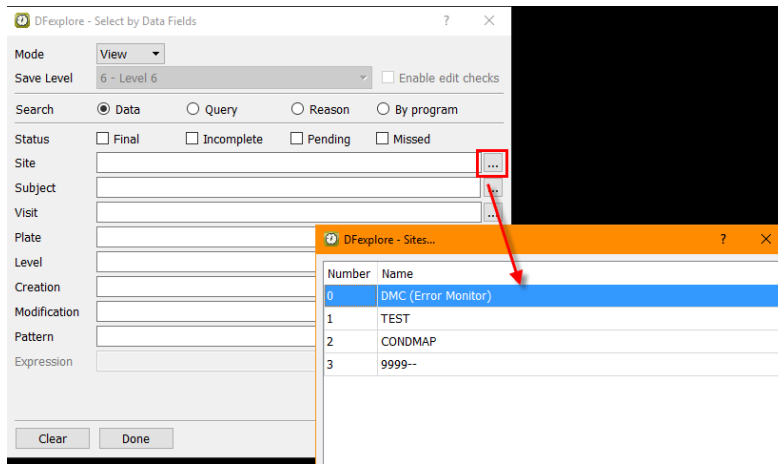 DFexplore - Select by Data Fields ? ×
Mode View
Save Level 6 - Level 6 Enable edit checks
Search Data Query Reason By program
Status Final Incomplete Pending Missed
Site ...
Subject ...
Visit ...
Plate
Level
Creation
Modification
Pattern
Expression
Clear Done
DFexplore - Sites... ? ×
Number Name
0 DMC (Error Monitor)
1 TEST
2 CONDMAP
3 9999--